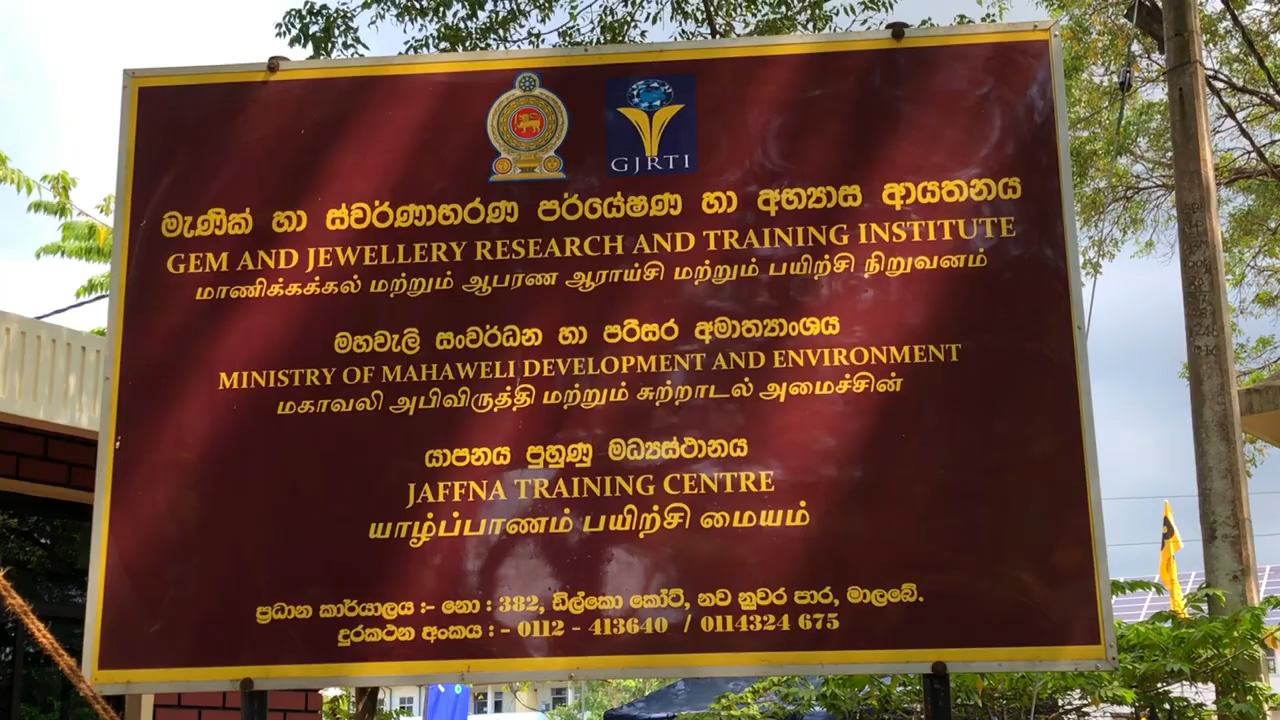 GJRTI
මැණික් හා ස්වර්ණාභරණ පර්යේෂණ හා අභ්‍යාස ආයතනය
GEM AND JEWELLERY RESEARCH AND TRAINING INSTITUTE
மாணிக்கக்கல் மற்றும் ஆபரண ஆராய்சி மற்றும் பயிற்சி நிறுவனம்
මහවැලි සංවර්ධන හා පරිසර අමාත්‍යාංශය
MINISTRY OF MAHAWELI DEVELOPMENT AND ENVIRONMENT
மகாவலி அபிவிருத்தி மற்றும் சுற்றாடல் அமைச்சின்
යාපනය පුහුණු මධ්‍යස්ථානය
JAFFNA TRAINING CENTRE
யாழ்ப்பாணம் பயிற்சி மையம்
ප්‍රධාන කාර්යාලය :- නො : 382, ඩිල්කො කෝට්, නව නුවර පාර, මාලබේ.
දුරකථන අංකය : - 0112 - 413640 / 0114324 675